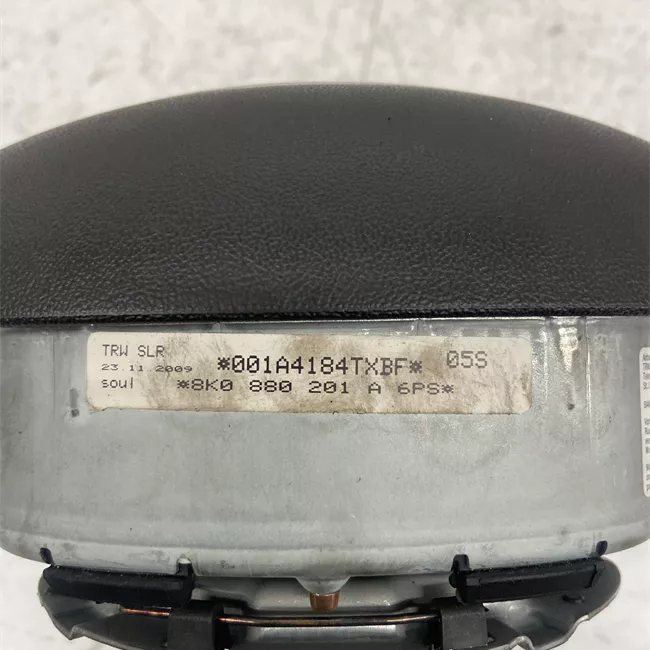 TRW SLR *001A4184TXBF* 05S
23.11 2009
soul *8K0 880 201 A 6PS*